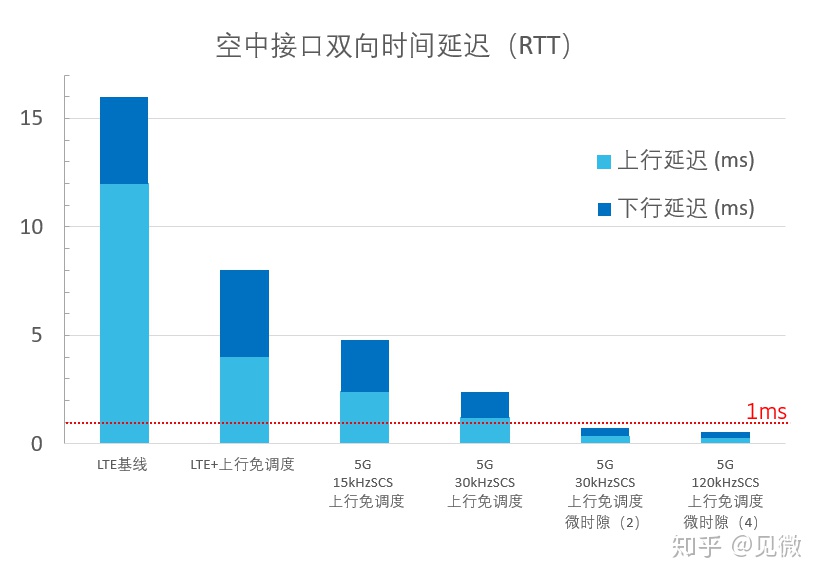 空中接口双向时间延迟（RTT）
15
10
5
0
上行延迟 (ms)
下行延迟 (ms)
1ms
LTE基线
LTE+上行免调度
5G
15kHzSCS
上行免调度
5G
30kHzSCS
上行免调度
5G
30kHzSCS
上行免调度
微时隙（2）
5G
120kHzSCS
上行免调度
微时隙（4）
知乎 @见微